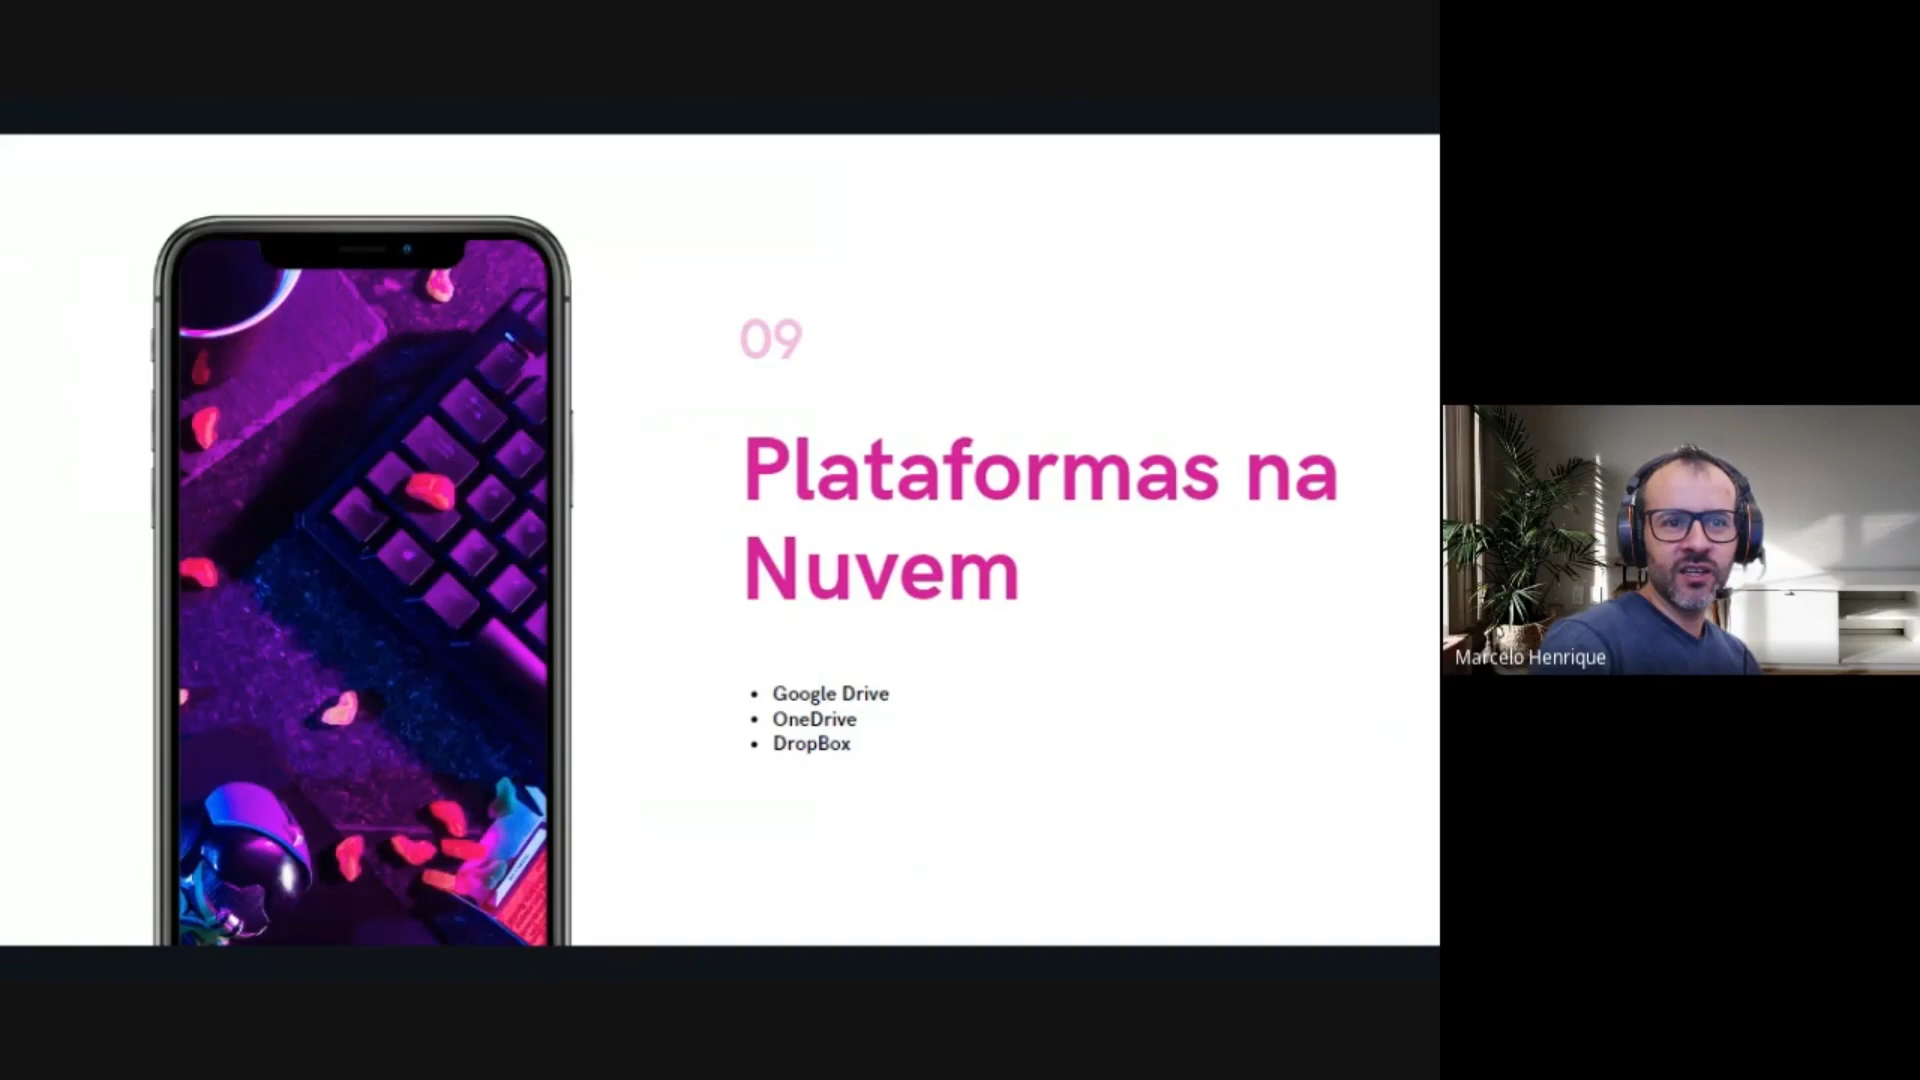 09
Plataformas na
Nuvem
• Google Drive
• OneDrive
• DropBox
Marcelo Henrique